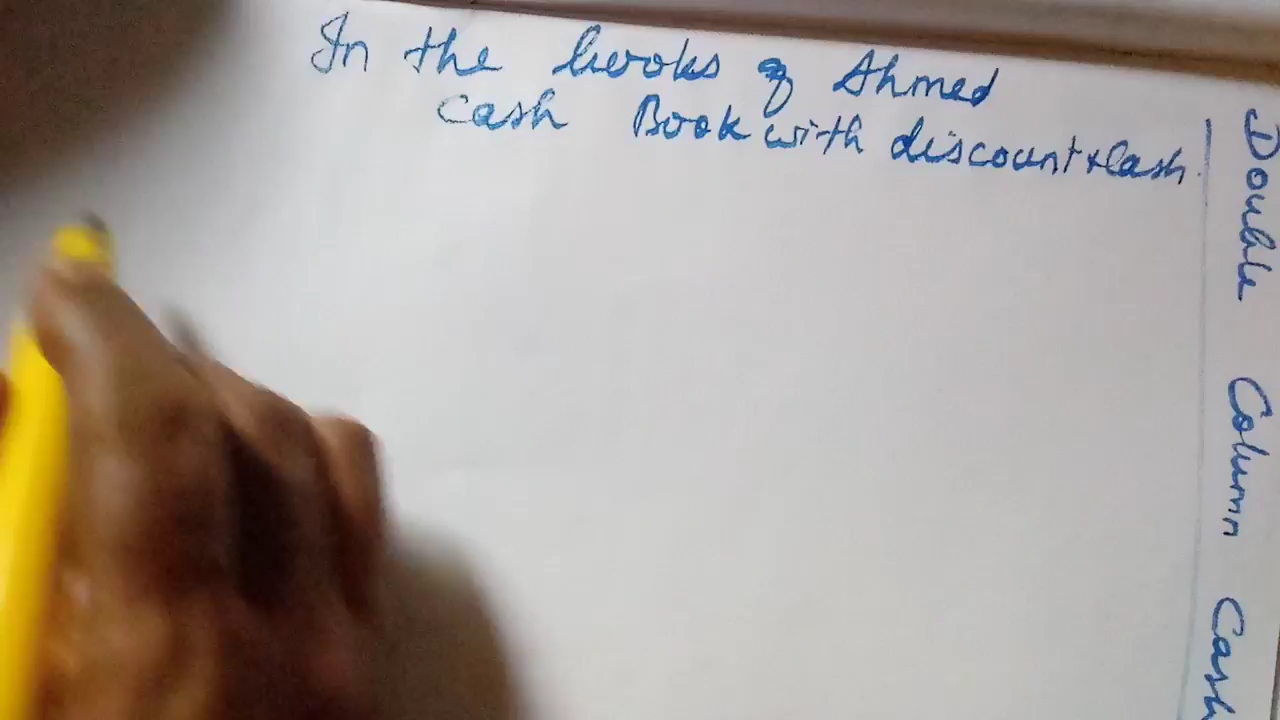 In the books of Ahmed
Cash Book with discount & Cash
Double Column Cash